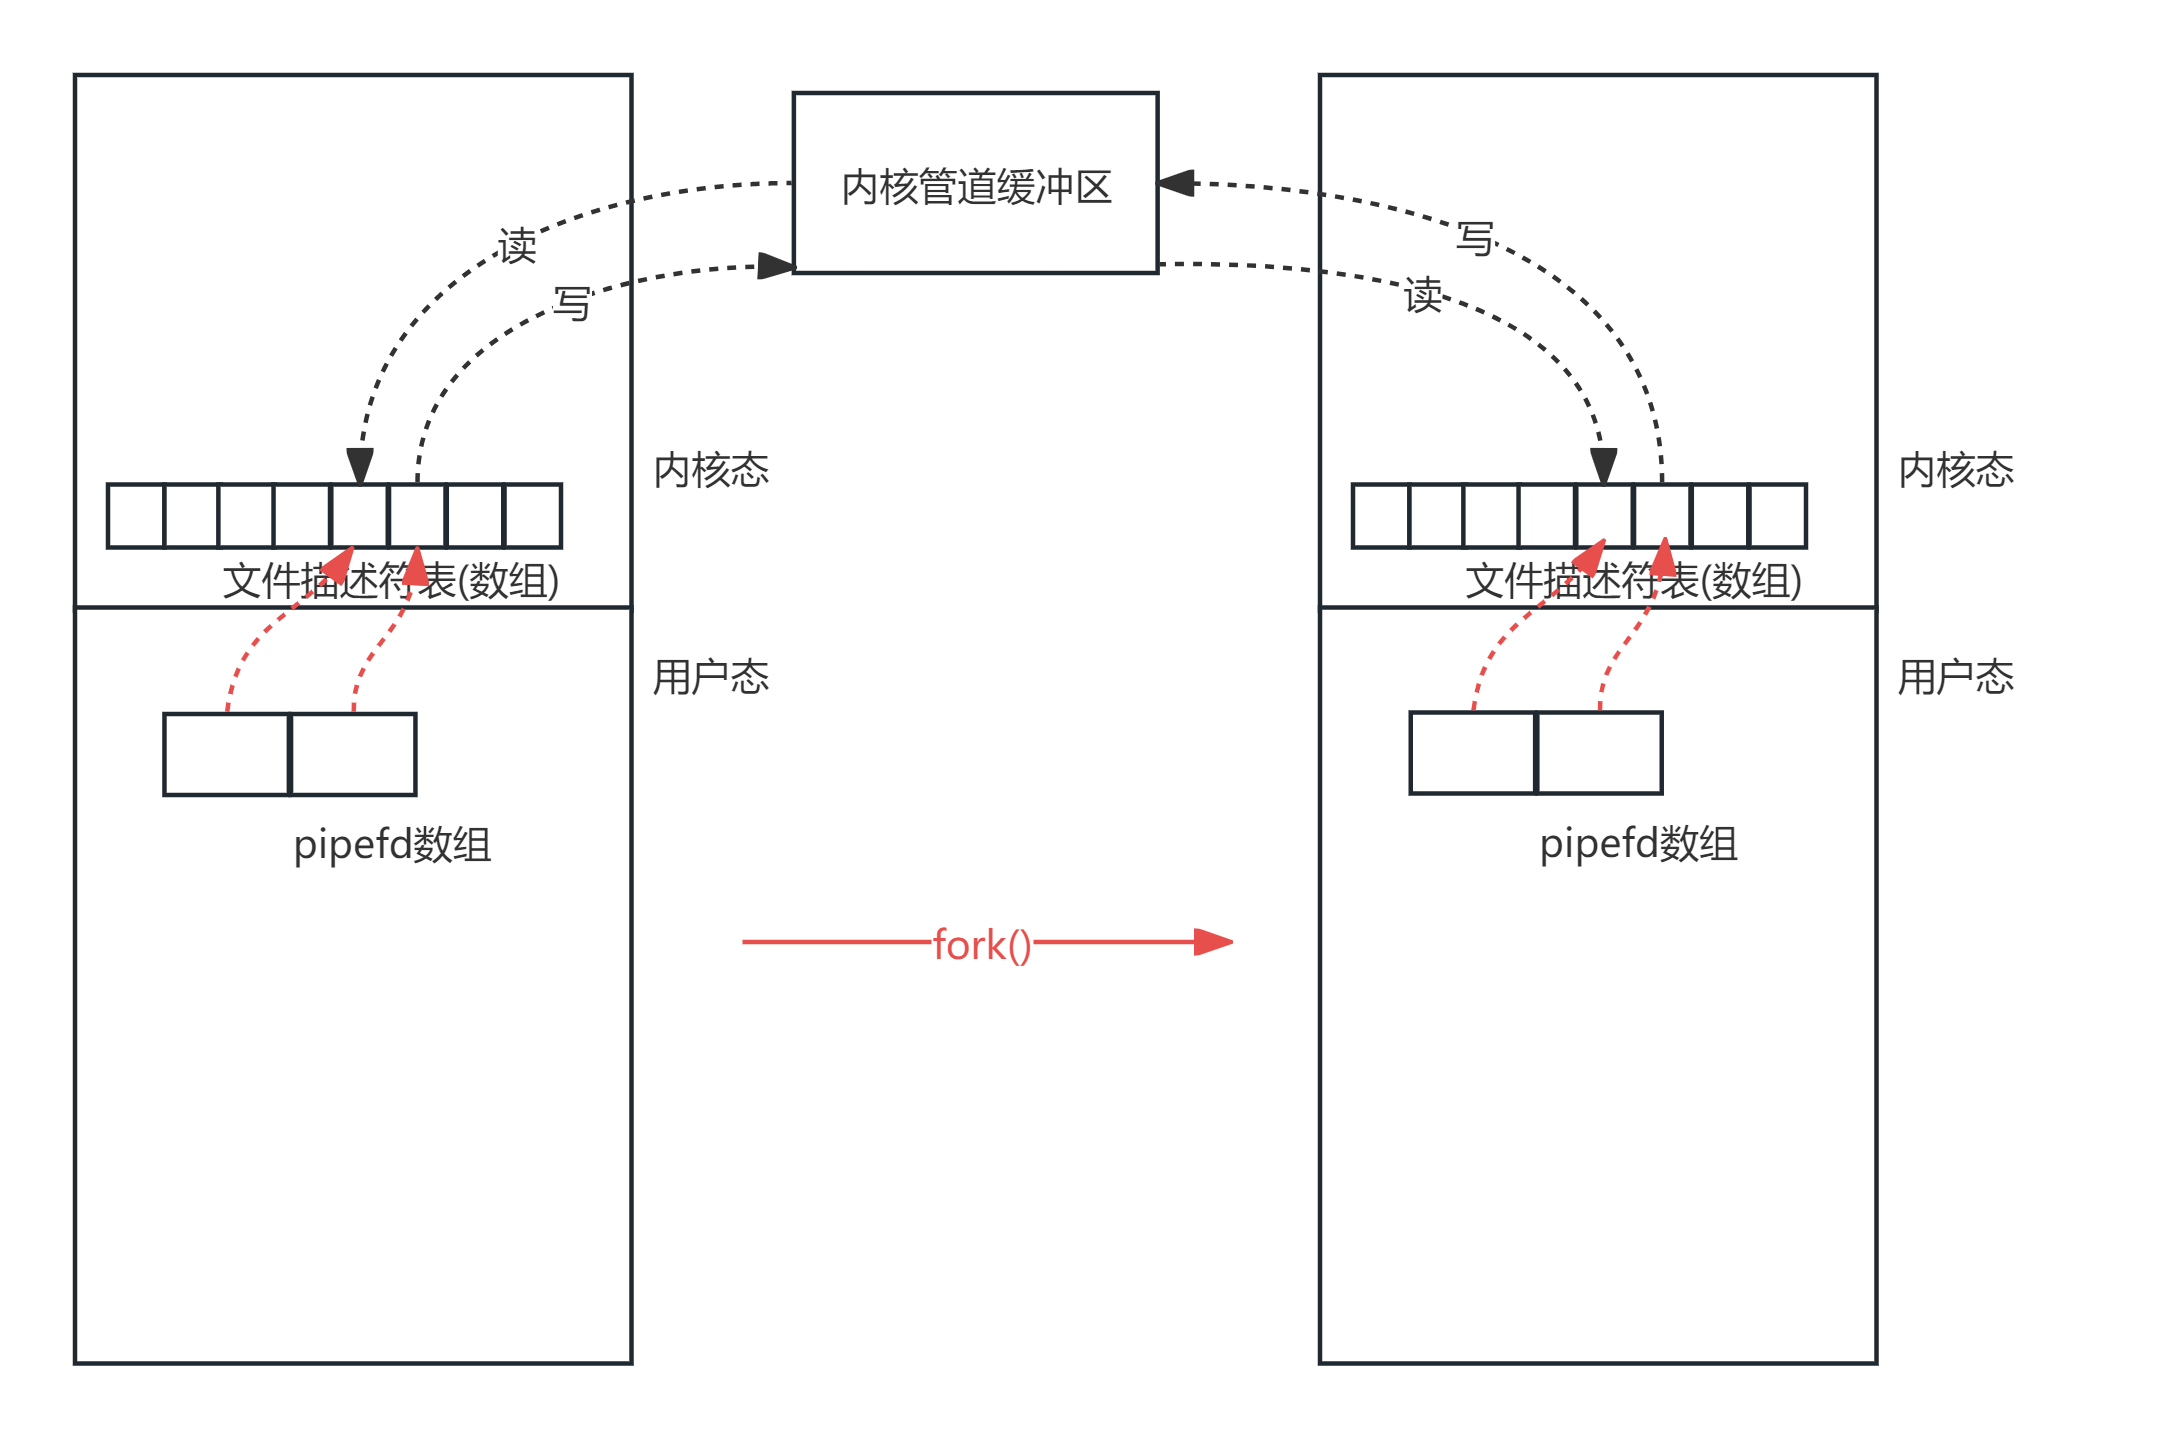 内核管道缓冲区
读
写
写
读
内核态
内核态
文件描述符表(数组)
文件描述符表(数组)
用户态
用户态
pipefd数组
pipefd数组
fork()